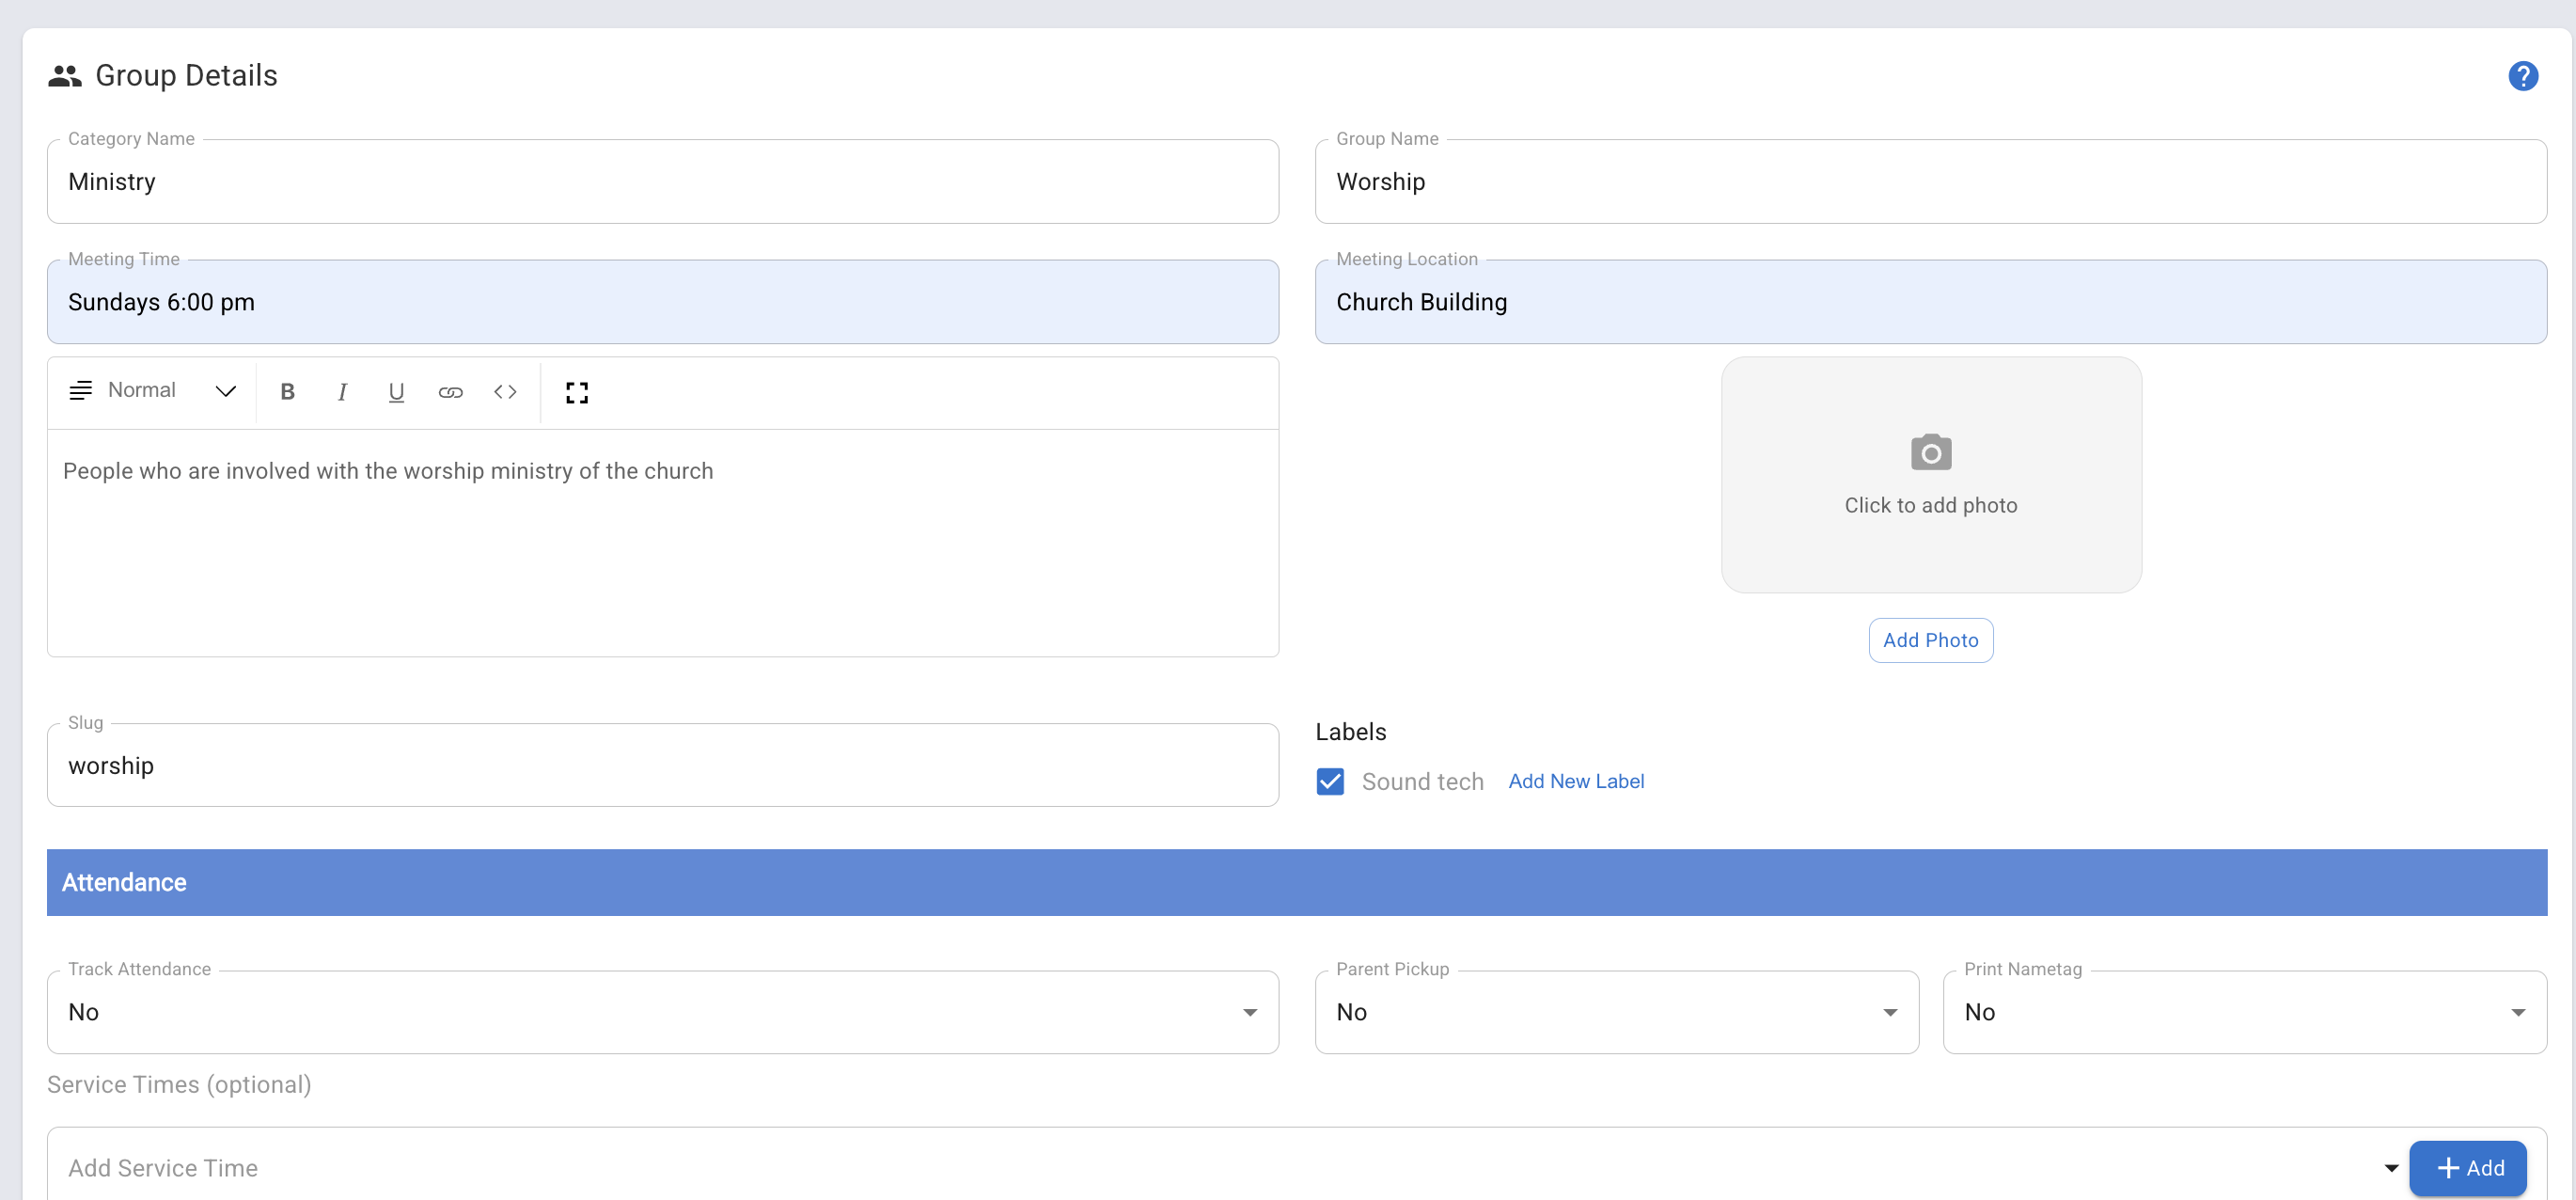 Group Details
?
Category Name
Ministry
Group Name
Worship
Meeting Time
Sundays 6:00 pm
Meeting Location
Church Building
Normal
B I U <>
People who are involved with the worship ministry of the church
Click to add photo
Add Photo
Slug
worship
Labels
Sound tech Add New Label
Attendance
Track Attendance
No
Parent Pickup
No
Print Nametag
No
Service Times (optional)
Add Service Time
+ Add